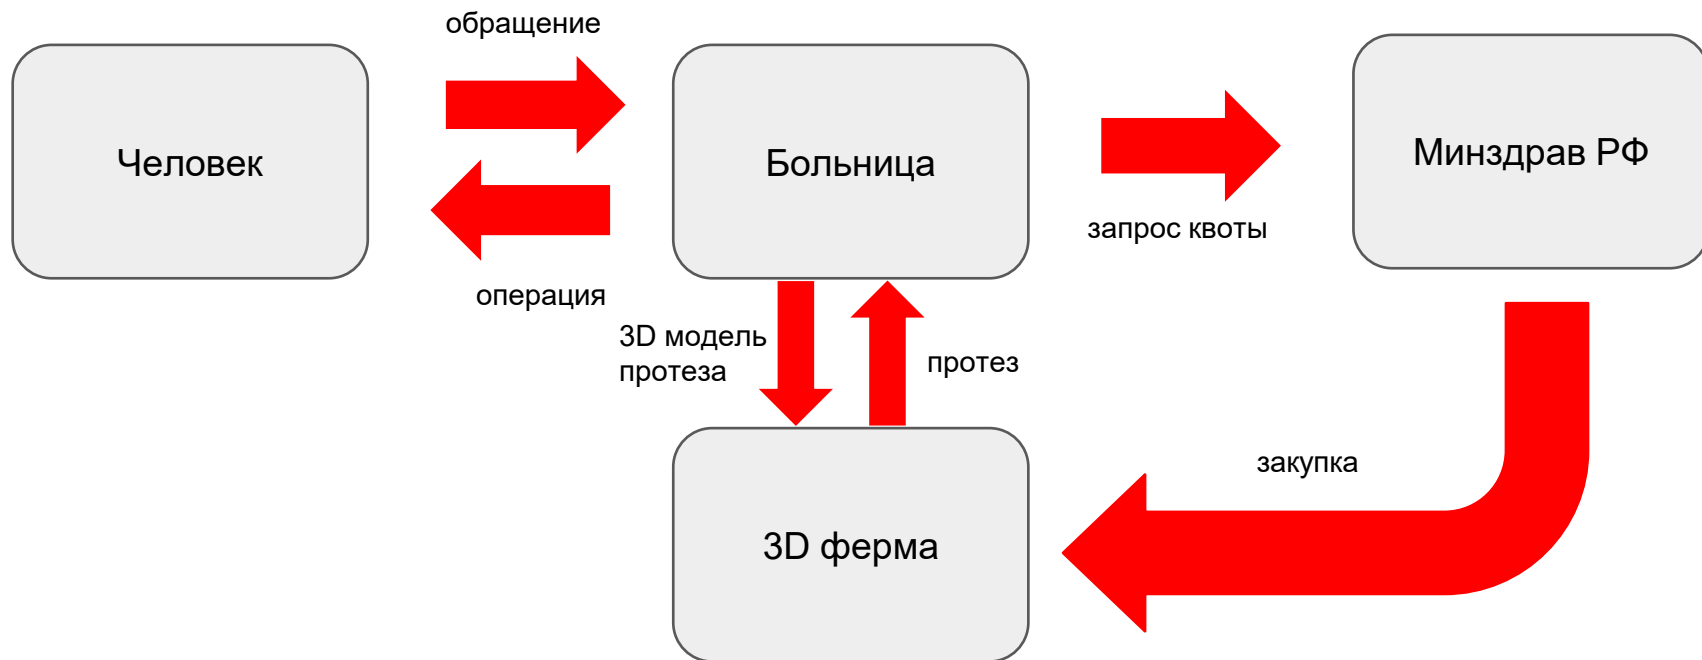 обращение
Человек
Больница
Минздрав РФ
запрос квоты
операция
3D модель
протеза
протез
закупка
3D ферма